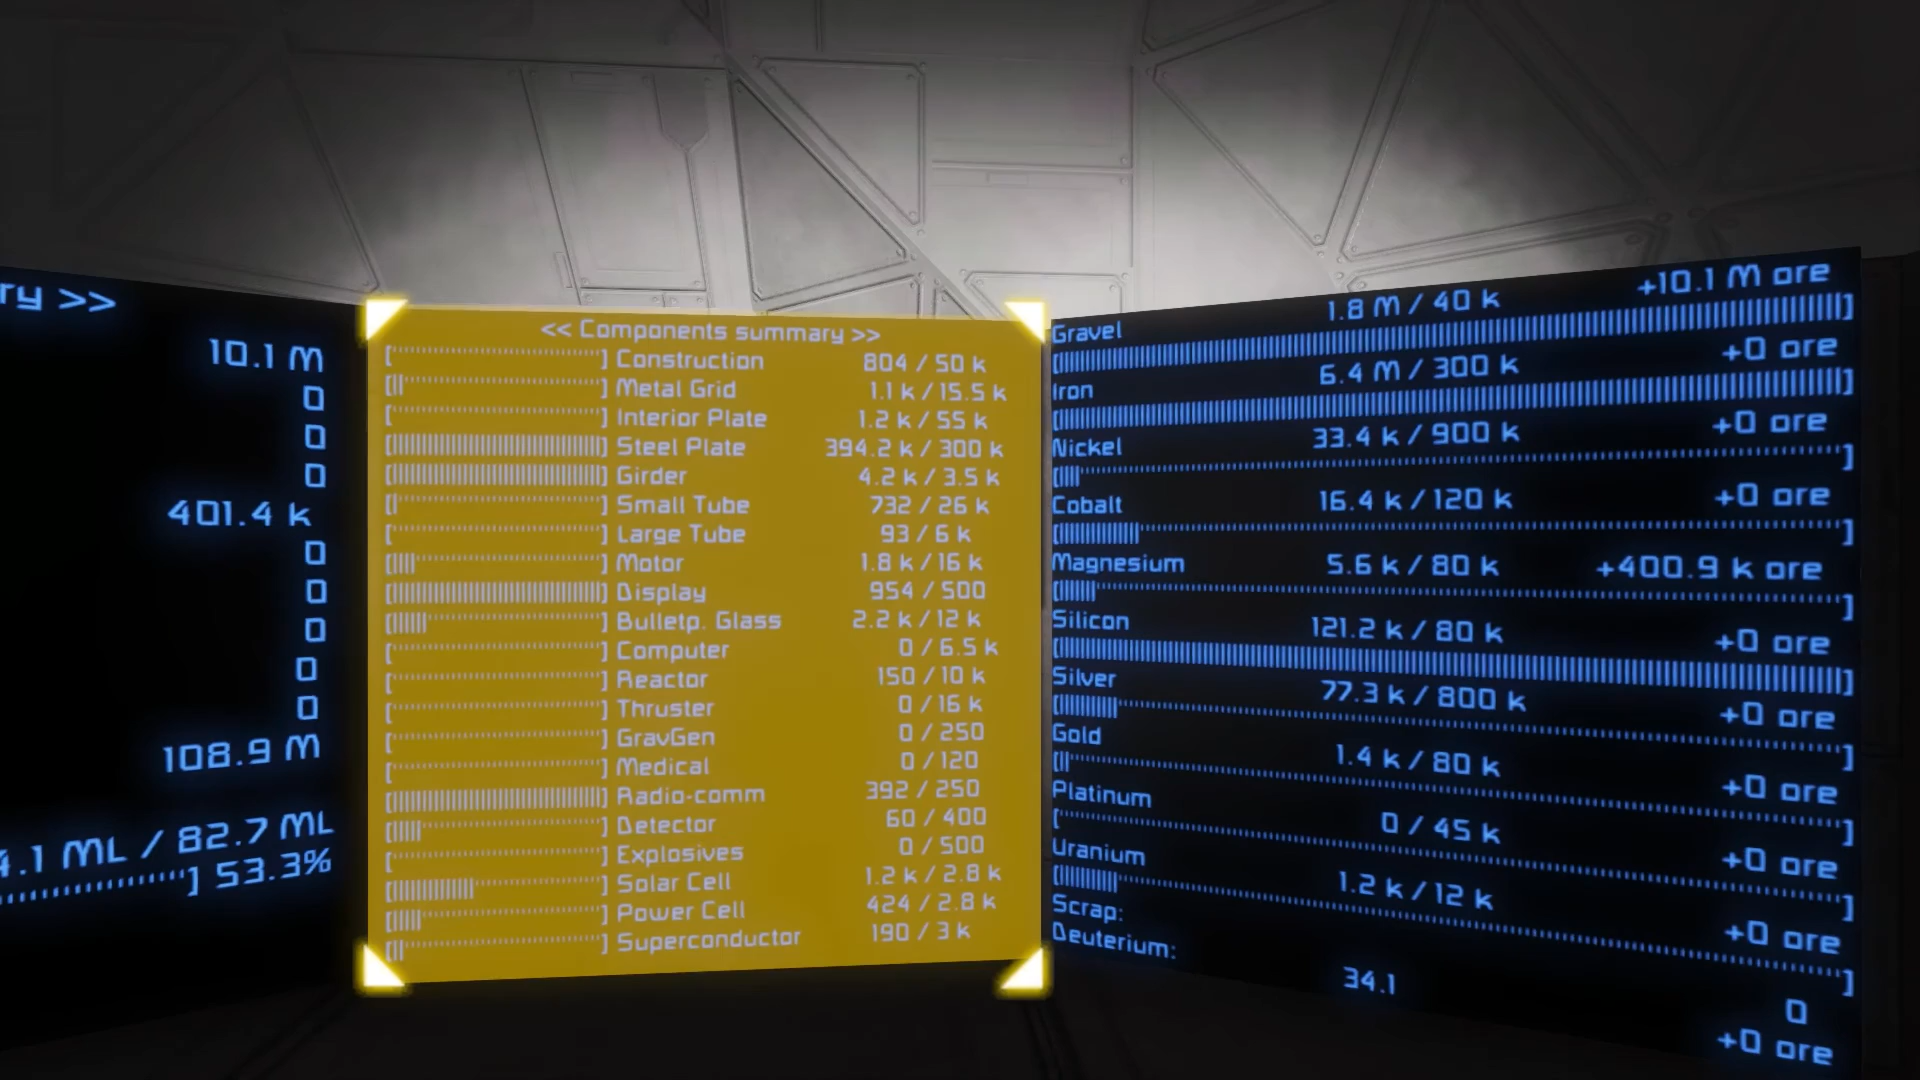 ry >>
10.1 M
0
0
0
401.4 k
0
0
0
0
0
108.9 M
4.1 ML / 82.7 ML
] 53.3%
<< Components summary >>
Construction 804 / 50 k
Metal Grid 1.1 k / 15.5 k
Interior Plate 1.2 k / 55 k
Steel Plate 394.2 k / 300 k
Girder 4.2 k / 3.5 k
Small Tube 732 / 26 k
Large Tube 93 / 6 k
Motor 1.8 k / 16 k
Display 954 / 500
Bulletp. Glass 2.2 k / 12 k
Computer 0 / 6.5 k
Reactor 150 / 10 k
Thruster 0 / 16 k
GravGen 0 / 250
Medical 0 / 120
Radio-comm 392 / 250
Detector 60 / 400
Explosives 0 / 500
Solar Cell 1.2 k / 2.8 k
Power Cell 424 / 2.8 k
Superconductor 190 / 3 k
Gravel 1.8 M / 40 k +10.1 M ore
Iron 6.4 M / 300 k +0 ore
Nickel 33.4 k / 900 k +0 ore
Cobalt 16.4 k / 120 k +0 ore
Magnesium 5.6 k / 80 k +400.9 k ore
Silicon 121.2 k / 80 k +0 ore
Silver 77.3 k / 800 k +0 ore
Gold 1.4 k / 80 k +0 ore
Platinum 0 / 45 k +0 ore
Uranium 1.2 k / 12 k +0 ore
Scrap: 0
Deuterium: 34.1 +0 ore